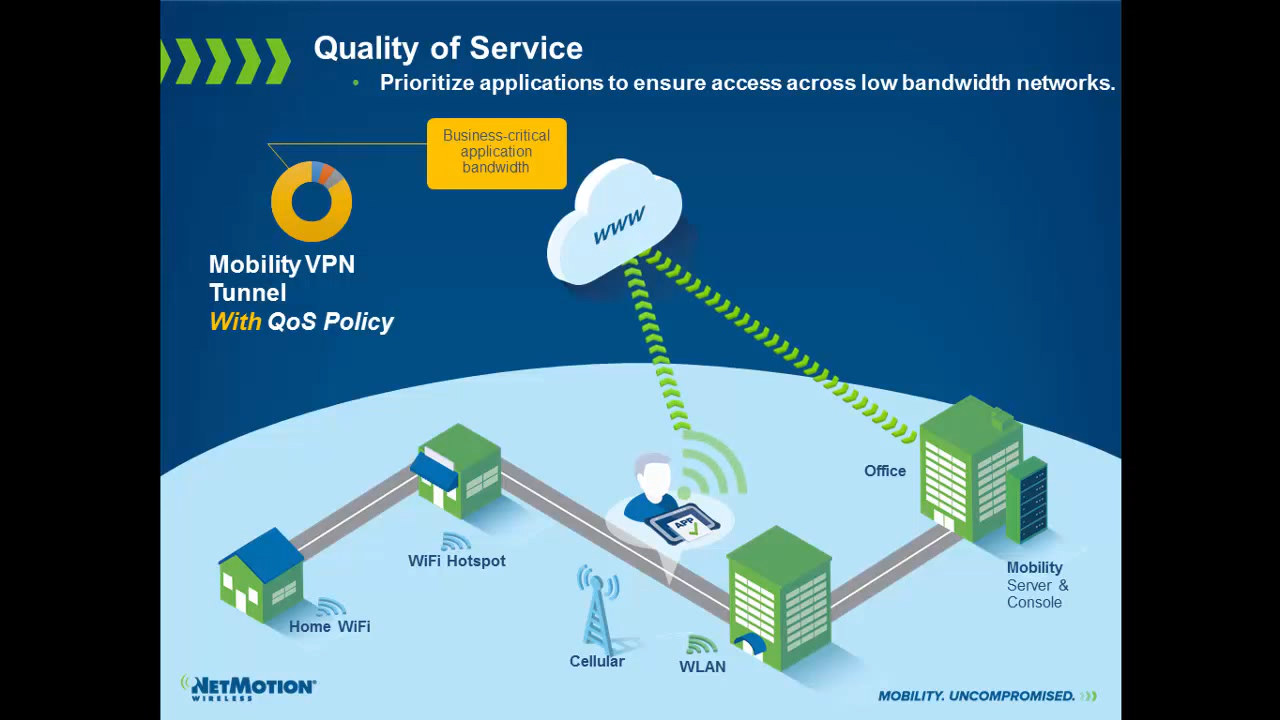 Quality of Service
• Prioritize applications to ensure access across low bandwidth networks.
Business-critical
application
bandwidth
WWW
Mobility VPN
Tunnel
With QoS Policy
Office
APP
WiFi Hotspot
Mobility
Server &
Console
Home WiFi
Cellular
WLAN
NETMOTION®
WIRELESS
MOBILITY. UNCOMPROMISED.